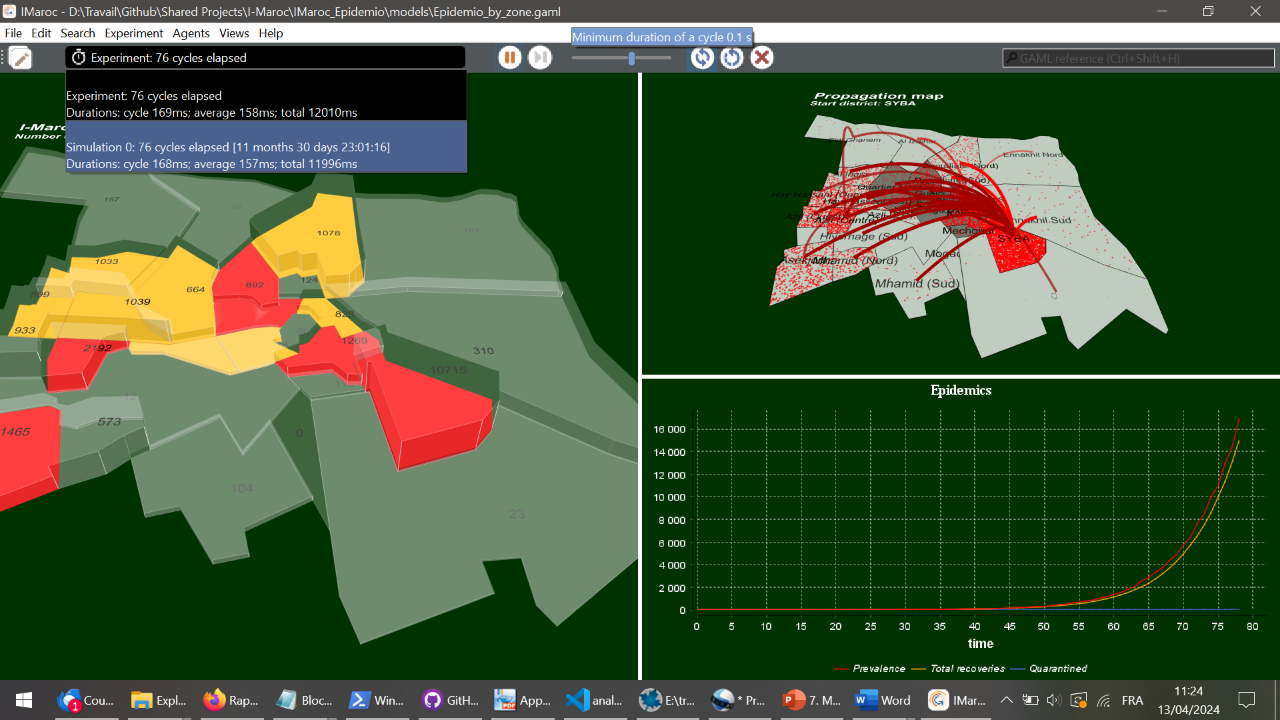 IMaroc - D:\Travail\Github\Shared Projects\I-Maroc\IMaroc_Epidemio\models\Epidemio_by_zone.gaml
File Edit Search Experiment Agents Views Help
Minimum duration of a cycle 0.1 s
Experiment: 76 cycles elapsed
GAML reference (Ctrl+Shift+H)
Experiment: 76 cycles elapsed
Durations: cycle 169ms; average 158ms; total 12010ms
Simulation 0: 76 cycles elapsed [11 months 30 days 23:01:16]
Durations: cycle 168ms; average 157ms; total 11996ms
I-Maroc
Number
157
1076
1033
664
892
124
1039
933
828
2192
1269
310
10715
573
1465
0
104
23
Propagation map
Start district: SYBA
Ennakhil Nord
(Nord)
Ennakhil Sud
Mechouar
SYBA
Hivernage (Sud)
Mhamid (Nord)
Mhamid (Sud)
Epidemics
16 000
14 000
12 000
10 000
8 000
6 000
4 000
2 000
0
0 5 10 15 20 25 30 35 40 45 50 55 60 65 70 75 80
time
Prevalence Total recoveries Quarantined
1 Cou... Expl... Rap... Bloc... Win... GitH... App... anal... E:\tr... * Pr... 7. M... Word IMar... FRA
11:24
13/04/2024